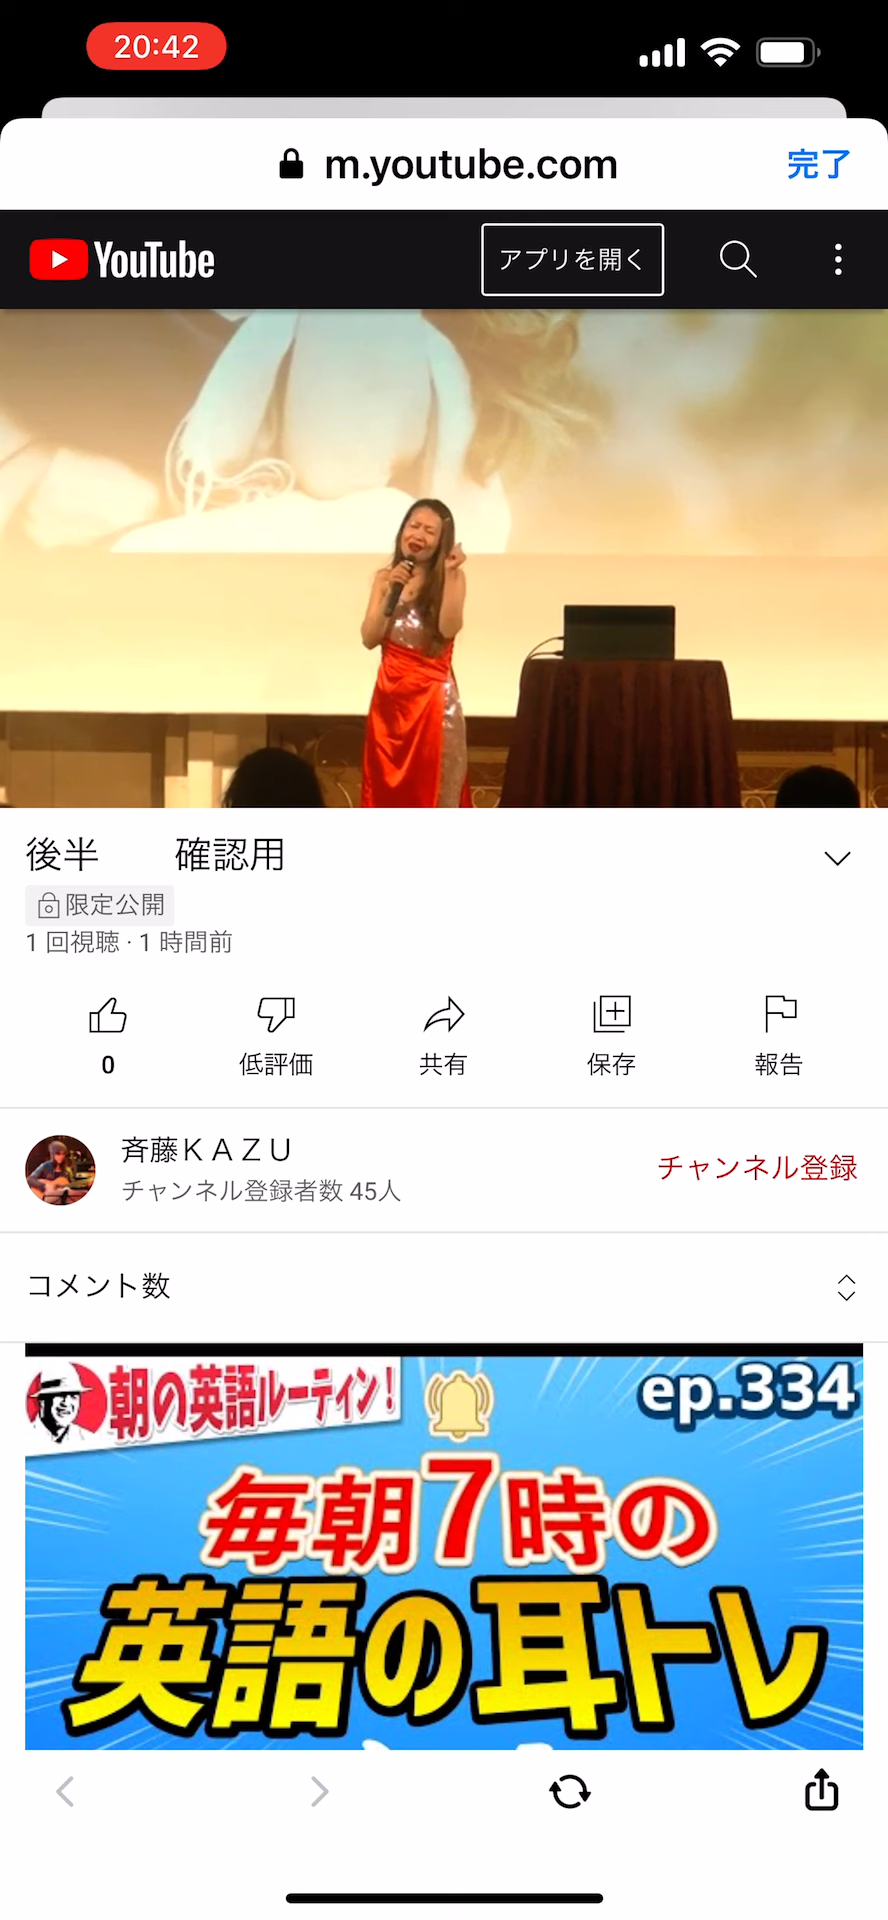 20:42
m.youtube.com
完了
YouTube
アプリを開く
後半 確認用
限定公開
1 回視聴・1 時間前
0
低評価
共有
保存
報告
斉藤ＫＡＺＵ
チャンネル登録者数 45人
チャンネル登録
コメント数
朝の英語ルーティン！
ep.334
毎朝7時の
英語の耳トレ